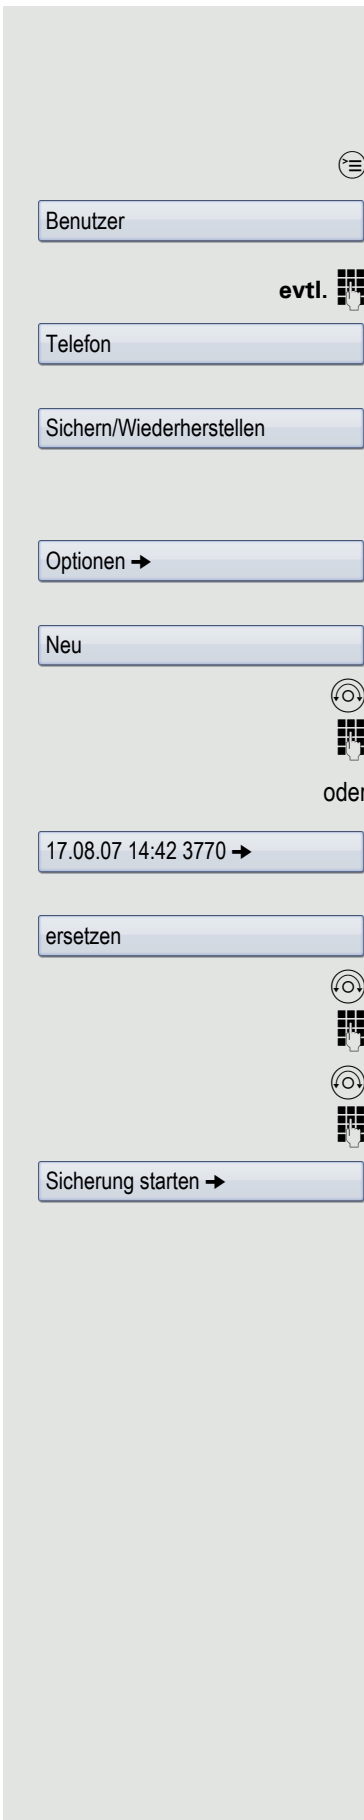 Benutzer
evtl.
Telefon
Sichern/Wiederherstellen
Optionen →
Neu
oder
17.08.07 14:42 3770 →
ersetzen
Sicherung starten →